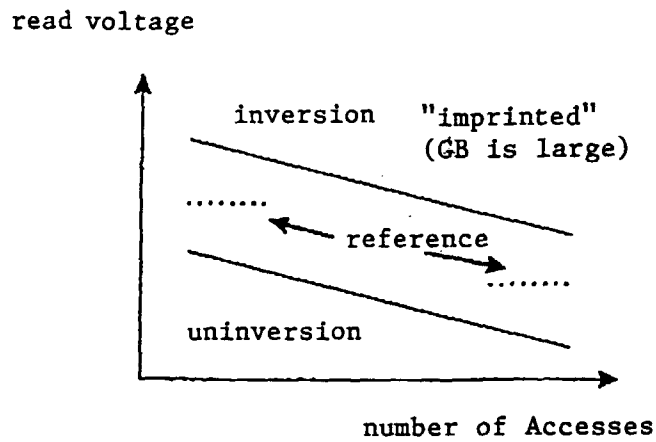 read voltage
inversion "imprinted"
(GB is large)
reference
uninversion
number of Accesses